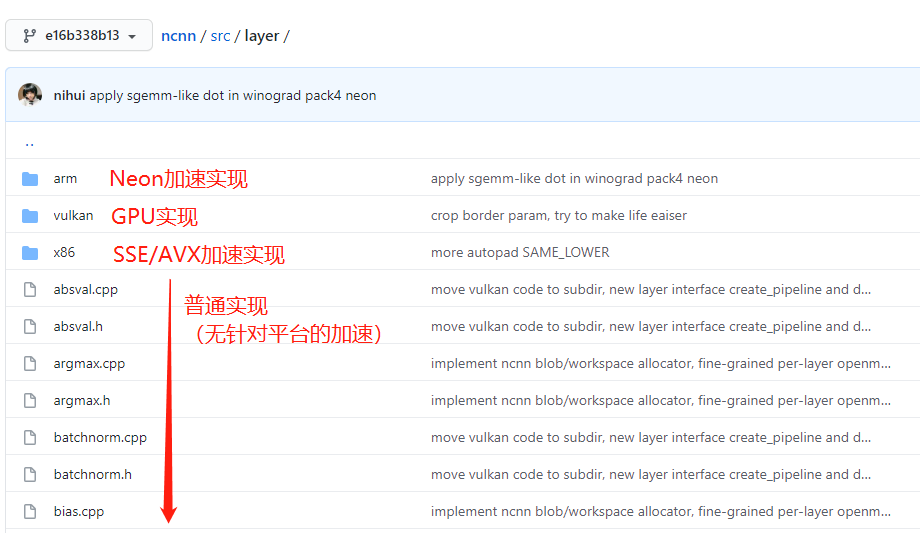 e16b338b13 ncnn / src / layer /
nihui apply sgemm-like dot in winograd pack4 neon
..
arm Neon加速实现 apply sgemm-like dot in winograd pack4 neon
vulkan GPU实现 crop border param, try to make life eaiser
x86 SSE/AVX加速实现 more autopad SAME_LOWER
absval.cpp move vulkan code to subdir, new layer interface create_pipeline and d...
普通实现
absval.h move vulkan code to subdir, new layer interface create_pipeline and d...
（无针对平台的加速）
argmax.cpp implement ncnn blob/workspace allocator, fine-grained per-layer openm...
argmax.h implement ncnn blob/workspace allocator, fine-grained per-layer openm...
batchnorm.cpp move vulkan code to subdir, new layer interface create_pipeline and d...
batchnorm.h move vulkan code to subdir, new layer interface create_pipeline and d...
bias.cpp implement ncnn blob/workspace allocator, fine-grained per-layer openm...